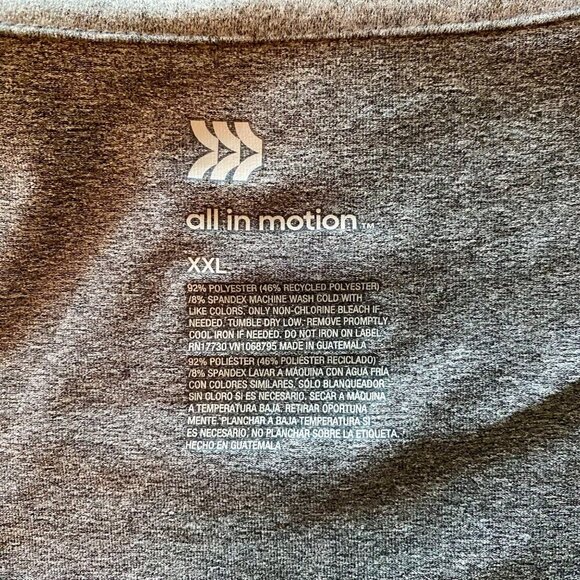 all in motion™
XXL
92% POLYESTER (46% RECYCLED POLYESTER)
/8% SPANDEX MACHINE WASH COLD WITH
LIKE COLORS. ONLY NON-CHLORINE BLEACH IF
NEEDED. TUMBLE DRY LOW. REMOVE PROMPTLY.
COOL IRON IF NEEDED. DO NOT IRON ON LABEL.
RN17730 VN1068795 MADE IN GUATEMALA
92% POLIÉSTER (46% POLIÉSTER RECICLADO)
/8% SPANDEX LAVAR A MÁQUINA CON AGUA FRÍA
CON COLORES SIMILARES. SÓLO BLANQUEADOR
SIN CLORO SI ES NECESARIO. SECAR A MÁQUINA
A TEMPERATURA BAJA. RETIRAR OPORTUNA
MENTE. PLANCHAR A BAJA TEMPERATURA SI
ES NECESARIO. NO PLANCHAR SOBRE LA ETIQUETA.
HECHO EN GUATEMALA